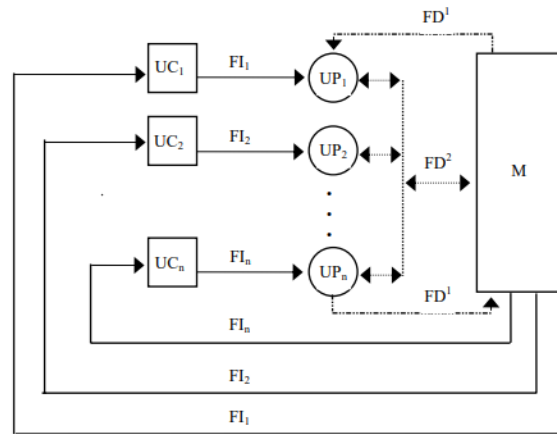 FD¹
UC₁ FI₁ UP₁
UC₂ FI₂ UP₂ FD² M
UCₙ FIₙ UPₙ
FD¹
FIₙ
FI₂
FI₁